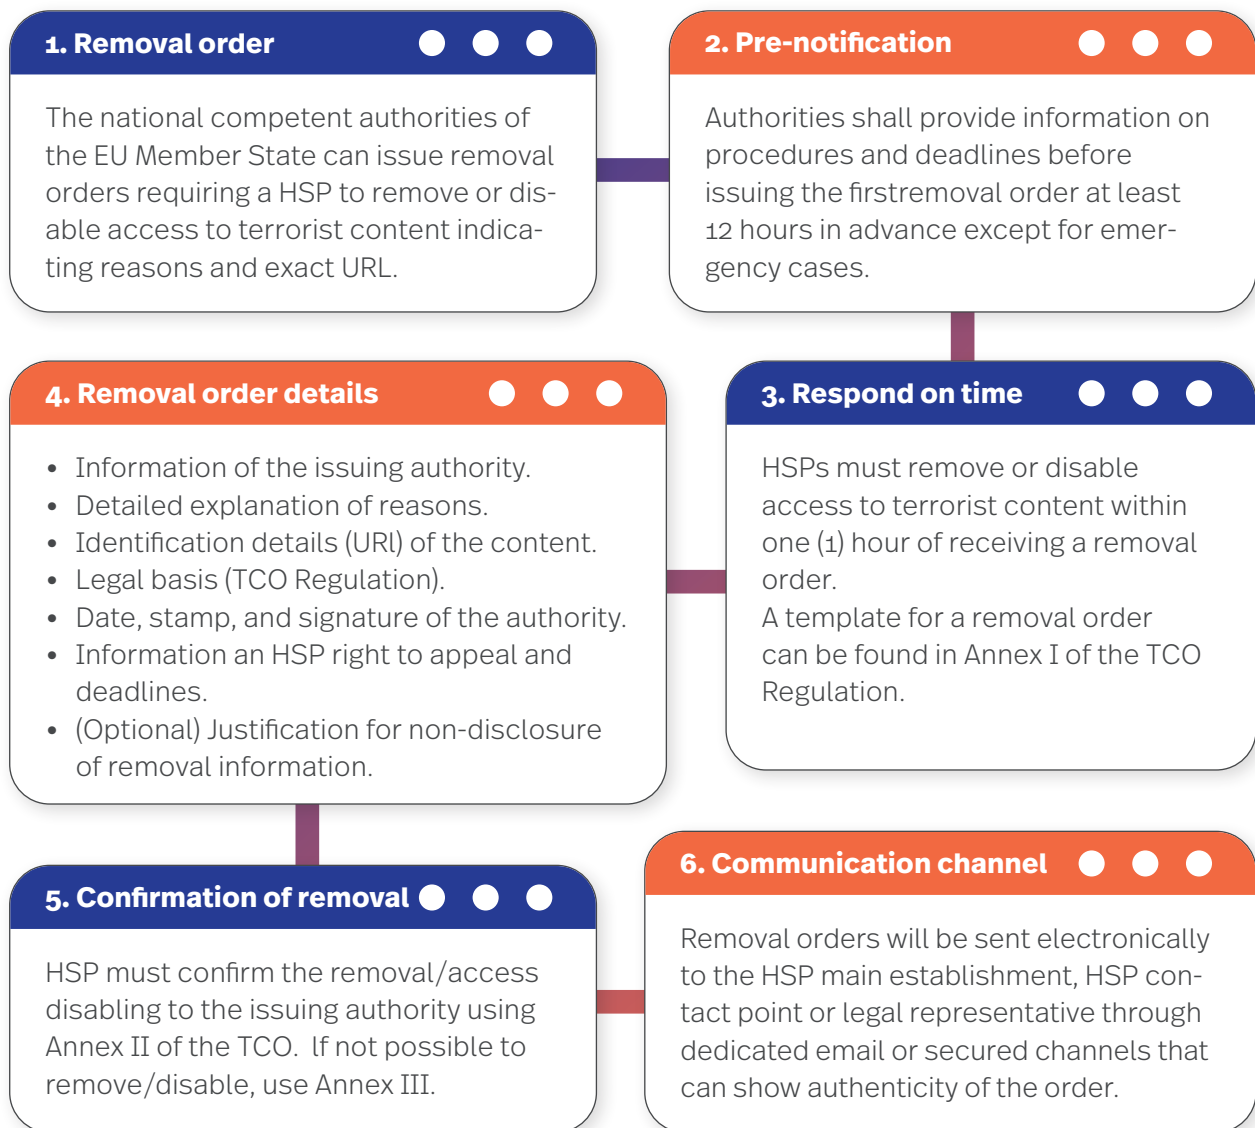 1. Removal order
The national competent authorities of
the EU Member State can issue removal
orders requiring a HSP to remove or dis-
able access to terrorist content indica-
ting reasons and exact URL.
2. Pre-notification
Authorities shall provide information on
procedures and deadlines before
issuing the firstremoval order at least
12 hours in advance except for emer-
gency cases.
3. Respond on time
HSPs must remove or disable
access to terrorist content within
one (1) hour of receiving a removal
order.
A template for a removal order
can be found in Annex I of the TCO
Regulation.
4. Removal order details
• Information of the issuing authority.
• Detailed explanation of reasons.
• Identification details (URl) of the content.
• Legal basis (TCO Regulation).
• Date, stamp, and signature of the authority.
• Information an HSP right to appeal and
deadlines.
• (Optional) Justification for non-disclosure
of removal information.
5. Confirmation of removal
HSP must confirm the removal/access
disabling to the issuing authority using
Annex II of the TCO.  If not possible to
remove/disable, use Annex III.
6. Communication channel
Removal orders will be sent electronically
to the HSP main establishment, HSP con-
tact point or legal representative through
dedicated email or secured channels that
can show authenticity of the order.